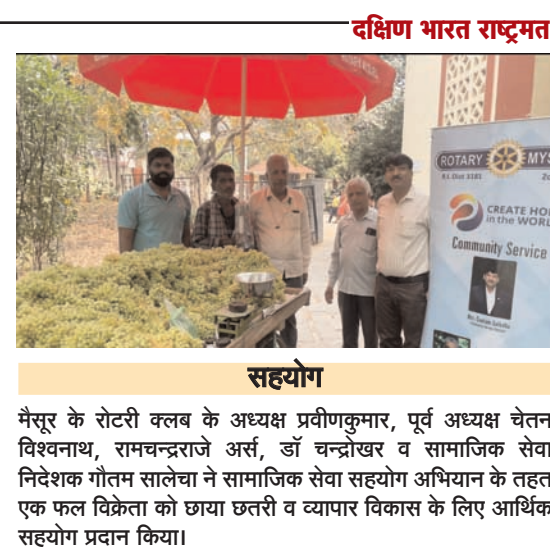 दक्षिण भारत राष्ट्रमत
ROTARY
MYS
R.I. Dist 3181
CREATE HO
in the WORL
Community Service
सहयोग
मैसूर के रोटरी क्लब के अध्यक्ष प्रवीणकुमार, पूर्व अध्यक्ष चेतन
विश्वनाथ, रामचन्द्रराजे अर्स, डॉ चन्द्रोखर व सामाजिक सेवा
निदेशक गौतम सालेचा ने सामाजिक सेवा सहयोग अभियान के तहत
एक फल विक्रेता को छाया छतरी व व्यापार विकास के लिए आर्थिक
सहयोग प्रदान किया।